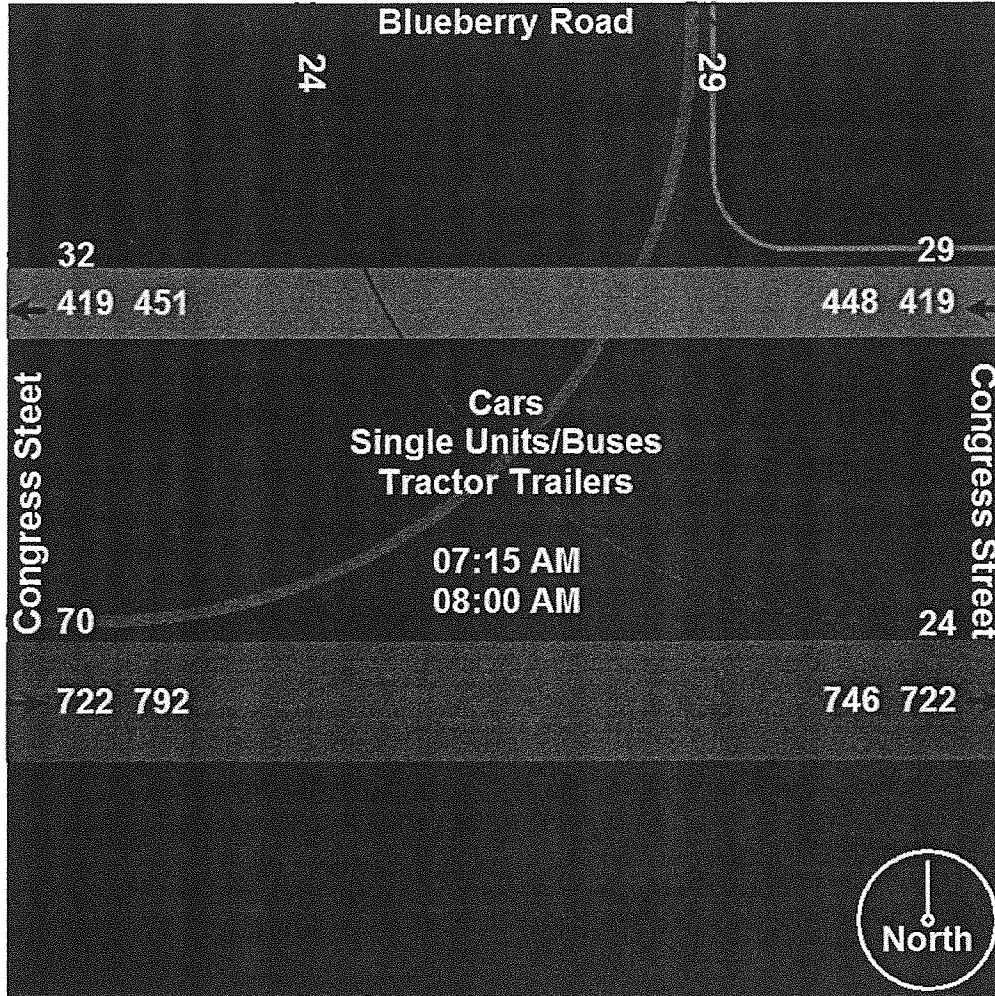 Blueberry Road
24
29
32
29
419 451
448 419
Congress Steet
Congress Street
Cars
Single Units/Buses
Tractor Trailers
07:15 AM
08:00 AM
70
24
722 792
746 722
North